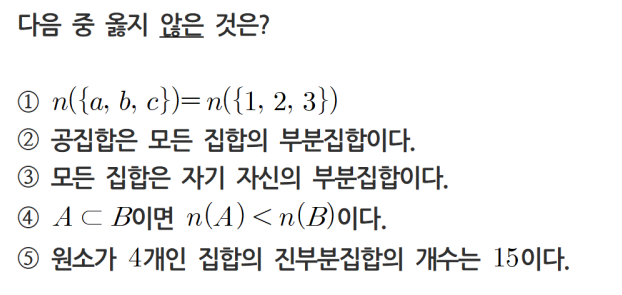 다음 중 옳지 않은 것은?
① n({a, b, c})=n({1, 2, 3})
② 공집합은 모든 집합의 부분집합이다.
③ 모든 집합은 자기 자신의 부분집합이다.
④ A⊂B이면 n(A)<n(B)이다.
⑤ 원소가 4개인 집합의 진부분집합의 개수는 15이다.